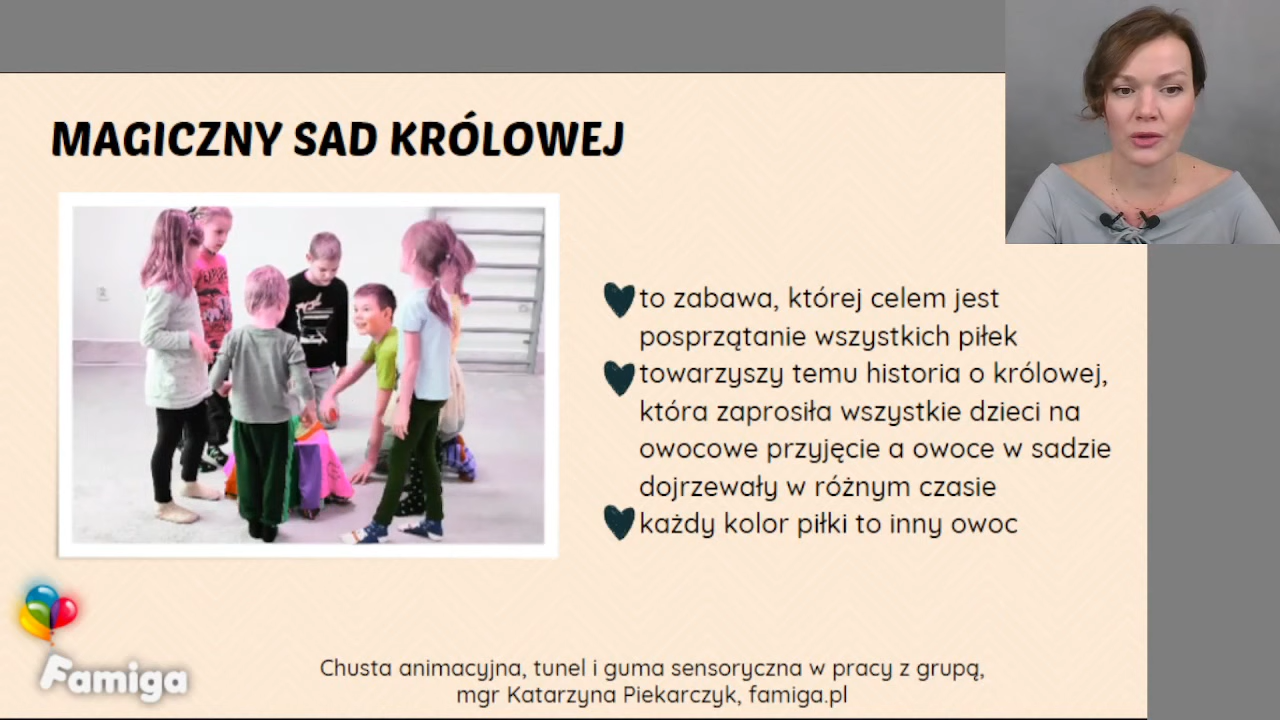 MAGICZNY SAD KRÓLOWEJ
to zabawa, której celem jest
posprzątanie wszystkich piłek
towarzyszy temu historia o królowej,
która zaprosiła wszystkie dzieci na
owocowe przyjęcie a owoce w sadzie
dojrzewały w różnym czasie
każdy kolor piłki to inny owoc
Famiga
Chusta animacyjna, tunel i guma sensoryczna w pracy z grupą,
mgr Katarzyna Piekarczyk, famiga.pl